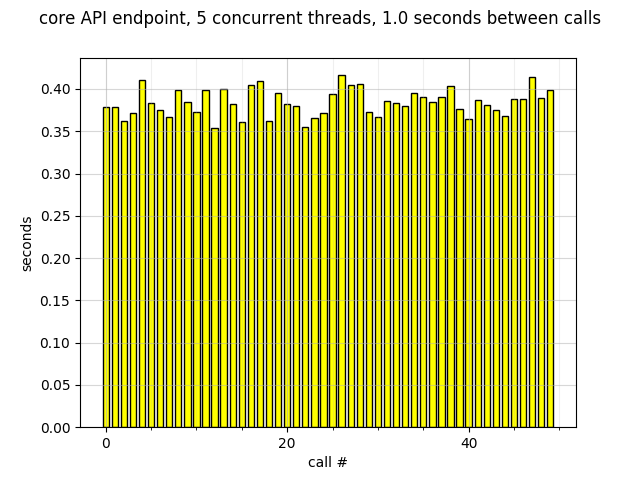 core API endpoint, 5 concurrent threads, 1.0 seconds between calls
0.40
0.35
0.30
0.25
0.20
0.15
0.10
0.05
0.00
seconds
0 20 40
call #